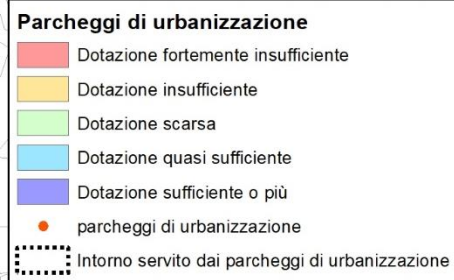 Parcheggi di urbanizzazione
Dotazione fortemente insufficiente
Dotazione insufficiente
Dotazione scarsa
Dotazione quasi sufficiente
Dotazione sufficiente o più
parcheggi di urbanizzazione
Intorno servito dai parcheggi di urbanizzazione